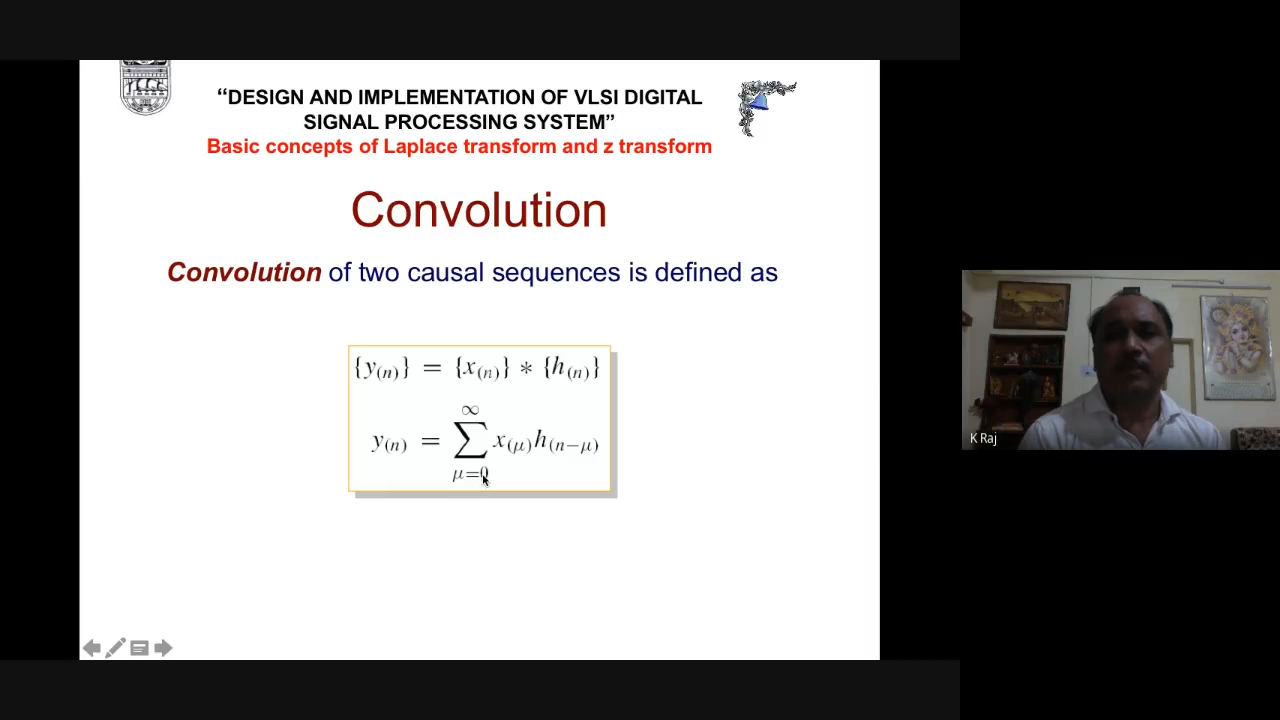 “DESIGN AND IMPLEMENTATION OF VLSI DIGITAL
SIGNAL PROCESSING SYSTEM”
Basic concepts of Laplace transform and z transform
Convolution
Convolution of two causal sequences is defined as
{y(n)} = {x(n)} ∗ {h(n)}
y(n) = ∑_{μ=0}^{∞} x(μ)h(n−μ)
K Raj